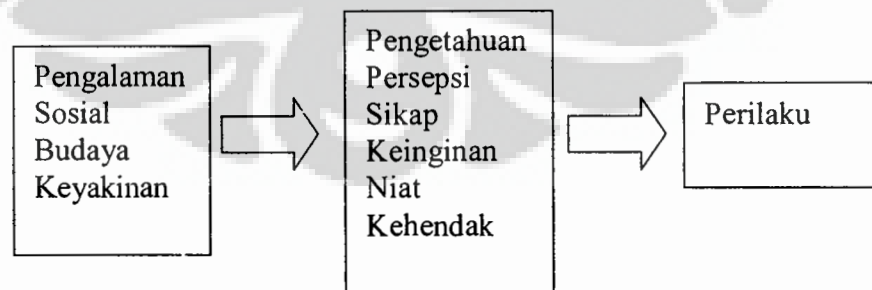 Pengalaman
Sosial
Budaya
Keyakinan
Pengetahuan
Persepsi
Sikap
Keinginan
Niat
Kehendak
Perilaku